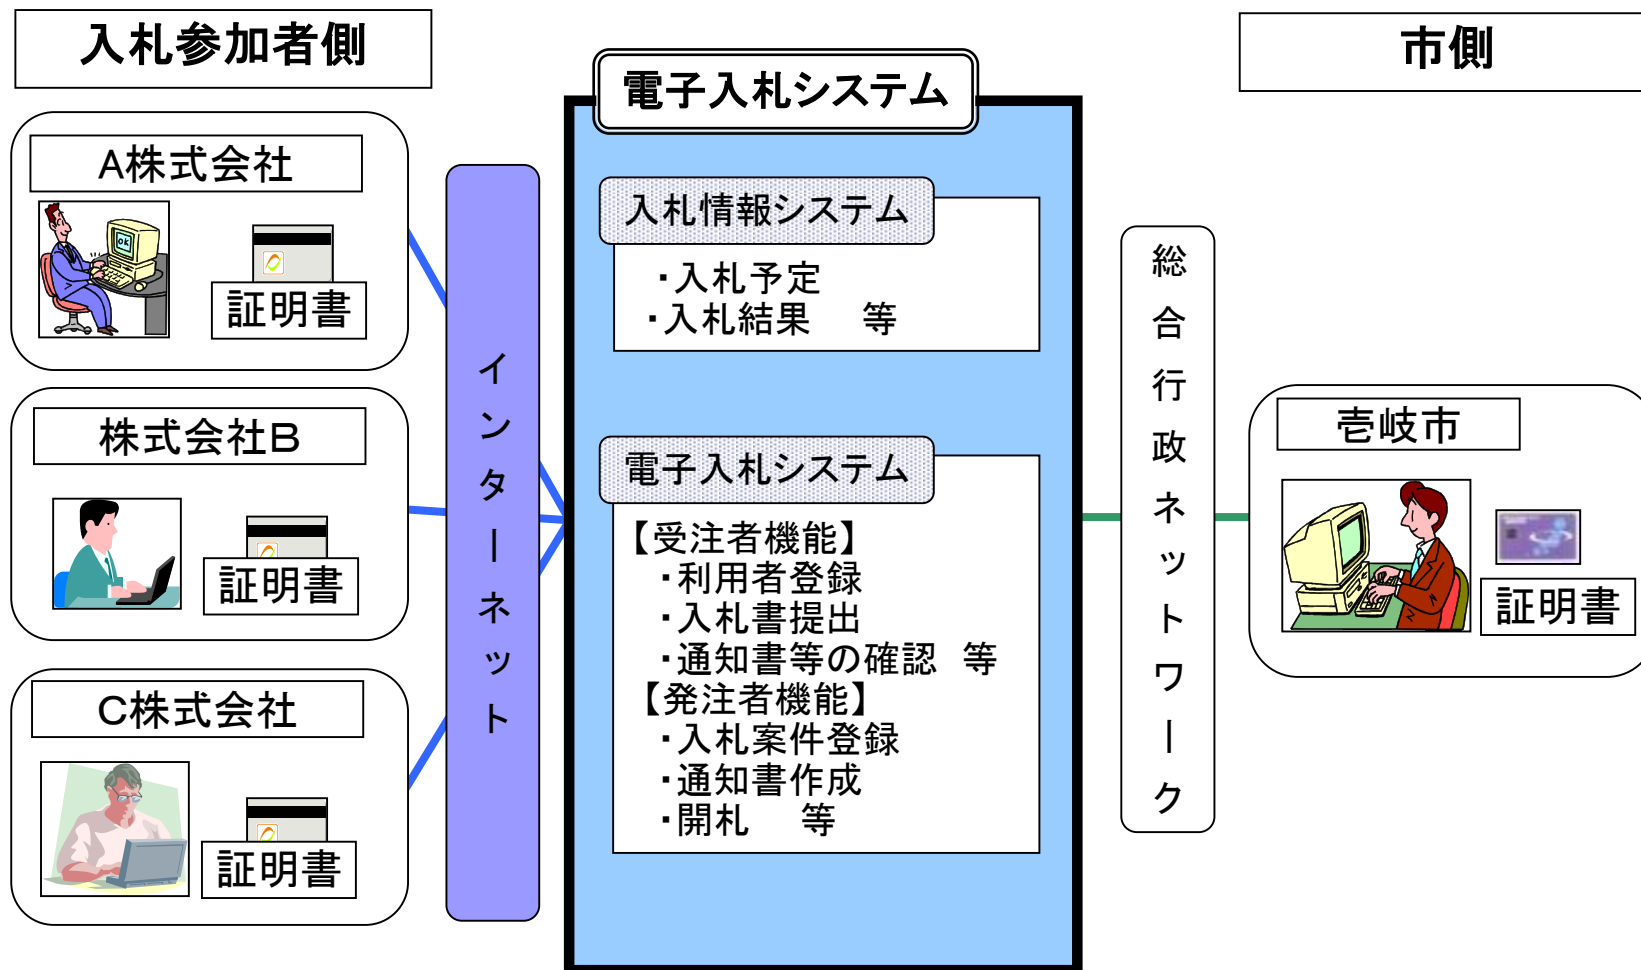 入札参加者側
A株式会社
証明書
株式会社B
証明書
C株式会社
証明書
インターネット
電子入札システム
入札情報システム
・入札予定
・入札結果　等
電子入札システム
【受注者機能】
・利用者登録
・入札書提出
・通知書等の確認　等
【発注者機能】
・入札案件登録
・通知書作成
・開札　等
総合行政ネットワーク
市側
壱岐市
証明書
OK